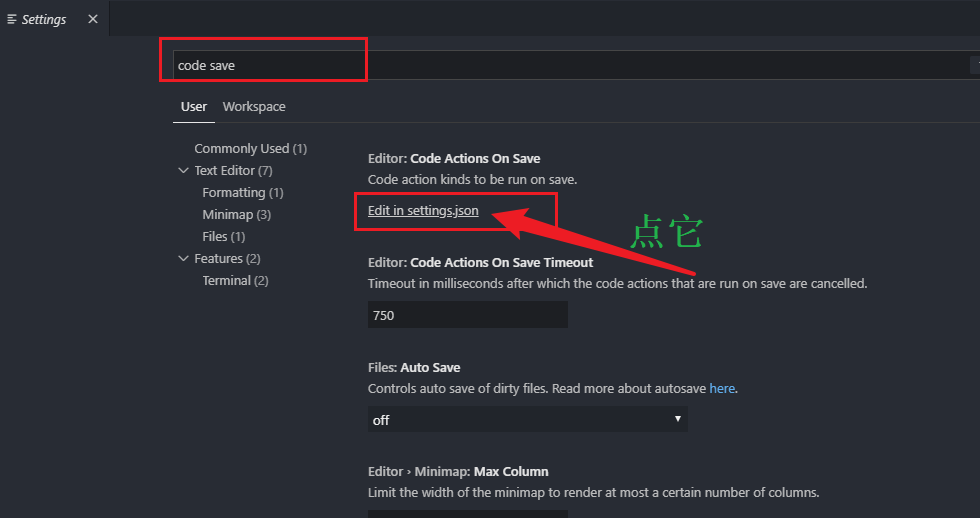 Settings
code save
User Workspace
Commonly Used (1)
Text Editor (7)
Formatting (1)
Minimap (3)
Files (1)
Features (2)
Terminal (2)
Editor: Code Actions On Save
Code action kinds to be run on save.
Edit in settings.json
点它
Editor: Code Actions On Save Timeout
Timeout in milliseconds after which the code actions that are run on save are cancelled.
750
Files: Auto Save
Controls auto save of dirty files. Read more about autosave here.
off
Editor › Minimap: Max Column
Limit the width of the minimap to render at most a certain number of columns.